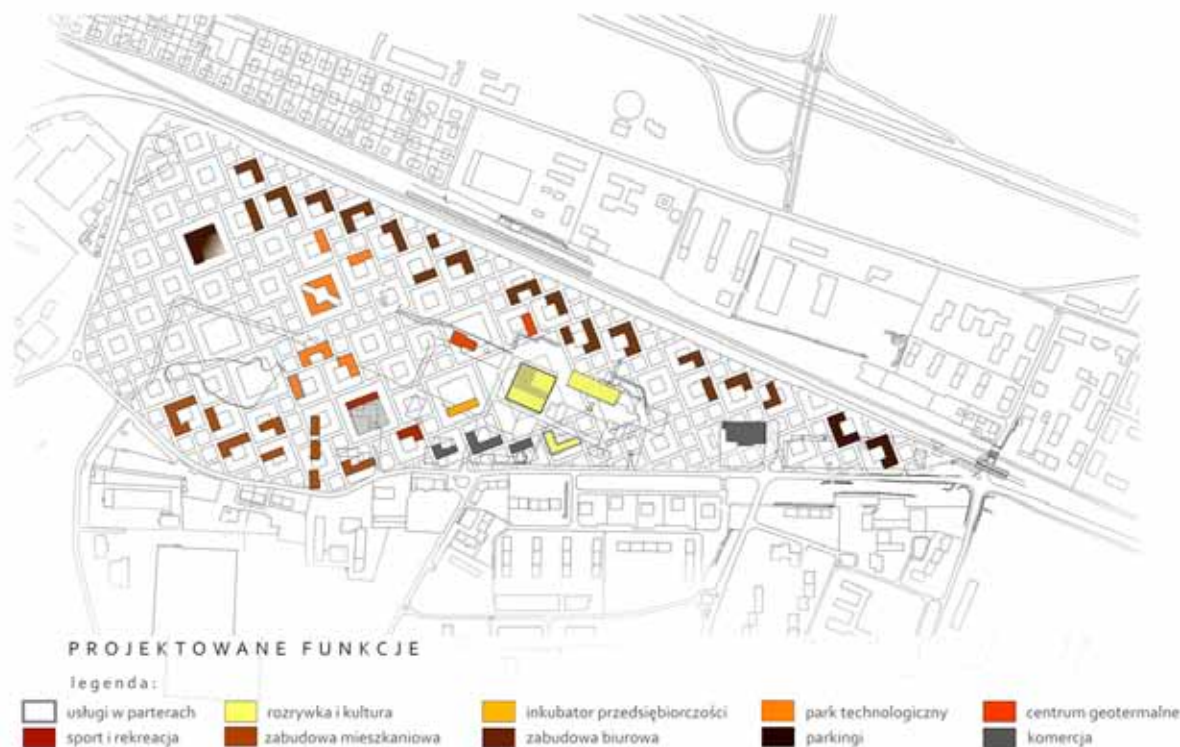 PROJEKTOWANE FUNKCJE
legenda:
usługi w parterach rozrywka i kultura inkubator przedsiębiorczości park technologiczny centrum geotermalne
sport i rekreacja zabudowa mieszkaniowa zabudowa biurowa parkingi komercja